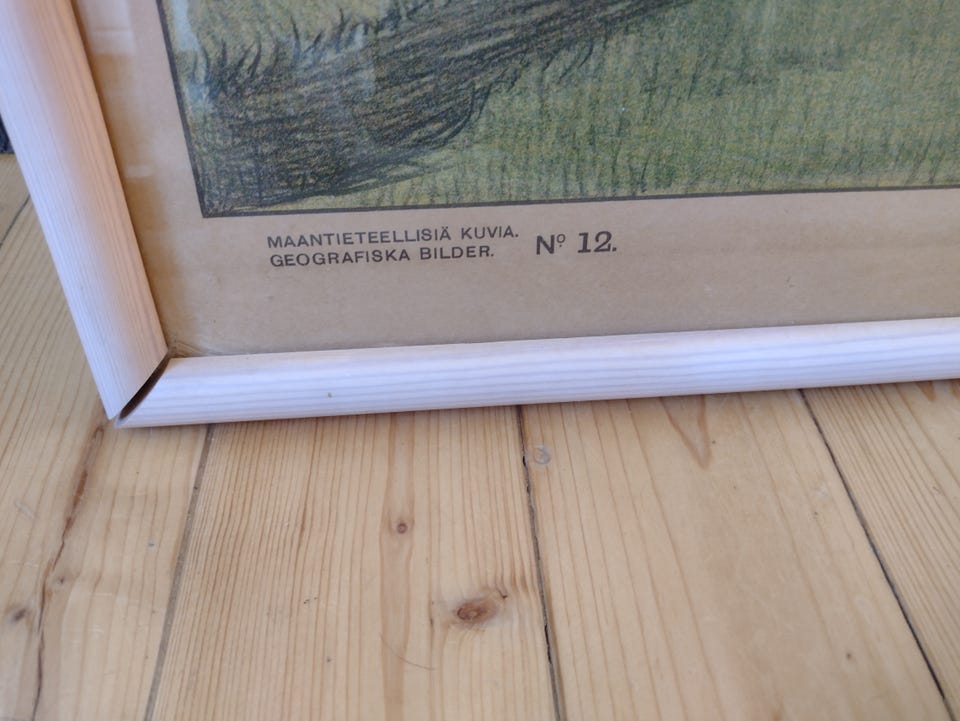 MAANTIETEELLISIÄ KUVIA.
GEOGRAFISKA BILDER.
Nº 12.